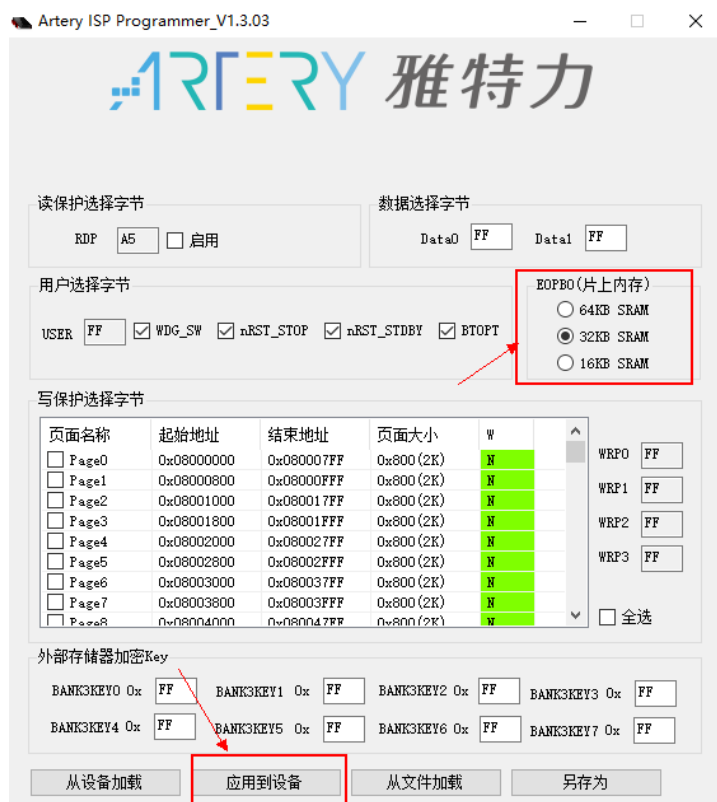 Artery ISP Programmer_V1.3.03
ARTERY 雅特力
读保护选择字节
RDP A5 启用
数据选择字节
Data0 FF Data1 FF
用户选择字节
USER FF WDG_SW nRST_STOP nRST_STDBY BTOPT
EOPB0(片上内存)
64KB SRAM
32KB SRAM
16KB SRAM
写保护选择字节
页面名称 起始地址 结束地址 页面大小 W
Page0 0x08000000 0x080007FF 0x800(2K) N
Page1 0x08000800 0x08000FFF 0x800(2K) N
Page2 0x08001000 0x080017FF 0x800(2K) N
Page3 0x08001800 0x08001FFF 0x800(2K) N
Page4 0x08002000 0x080027FF 0x800(2K) N
Page5 0x08002800 0x08002FFF 0x800(2K) N
Page6 0x08003000 0x080037FF 0x800(2K) N
Page7 0x08003800 0x08003FFF 0x800(2K) N
Page8 0x08004000 0x080047FF 0x800(2K) N
WRP0 FF
WRP1 FF
WRP2 FF
WRP3 FF
全选
外部存储器加密Key
BANK3KEY0 0x FF BANK3KEY1 0x FF BANK3KEY2 0x FF BANK3KEY3 0x FF
BANK3KEY4 0x FF BANK3KEY5 0x FF BANK3KEY6 0x FF BANK3KEY7 0x FF
从设备加载 应用到设备 从文件加载 另存为